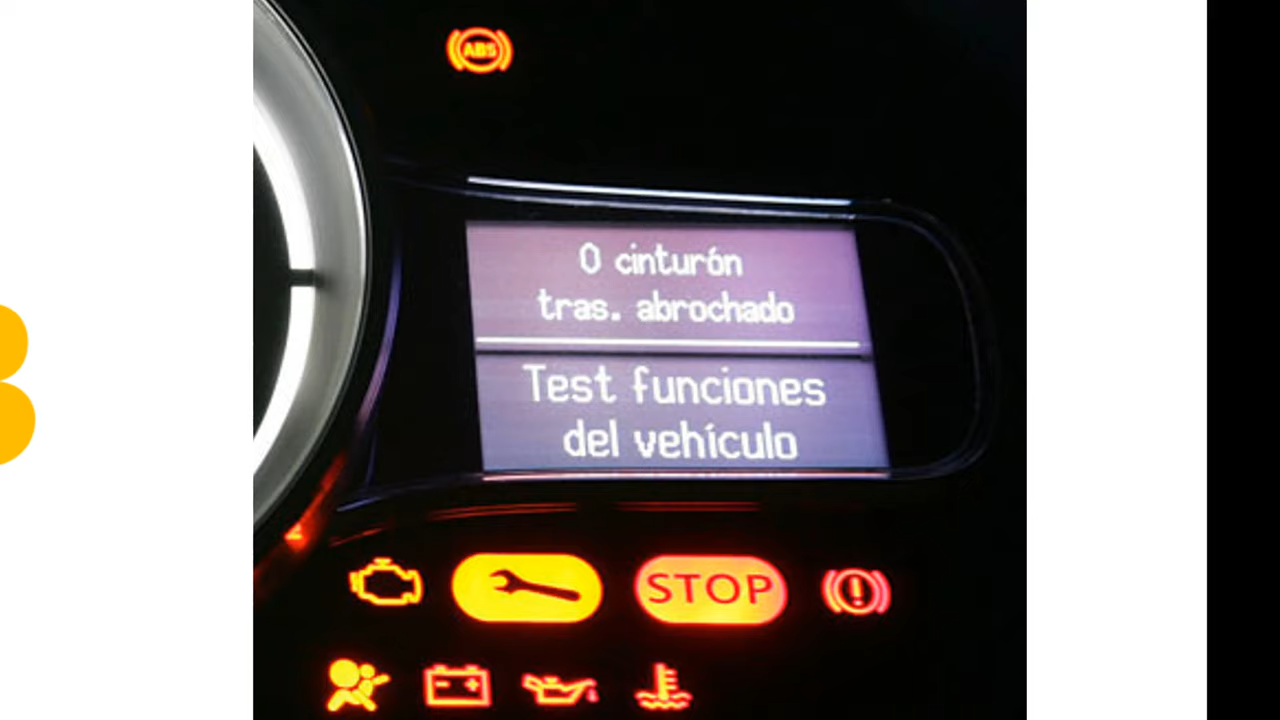 ABS
0 cinturón
tras. abrochado
Test funciones
del vehículo
STOP